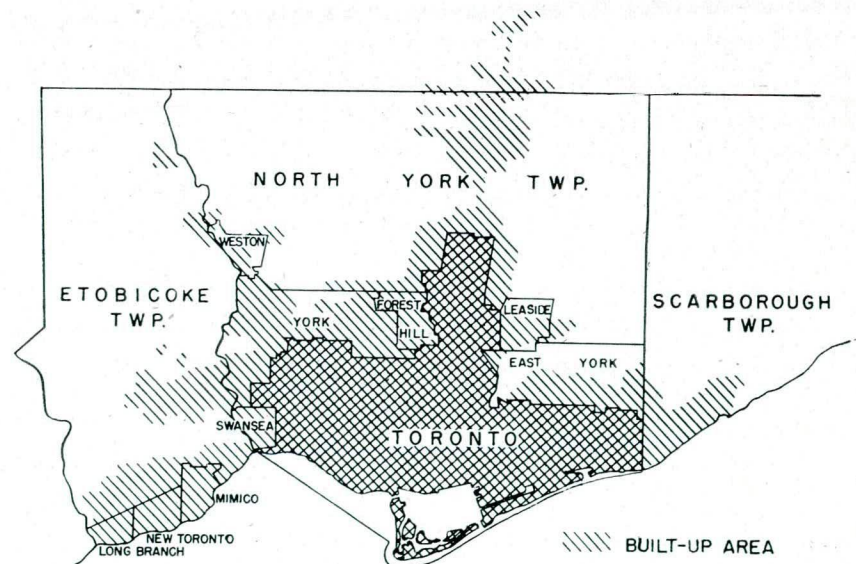 NORTH YORK TWP.
WESTON
ETOBICOKE
TWP.
FOREST
HILL
YORK
LEASIDE
SCARBOROUGH
TWP.
EAST YORK
SWANSEA
TORONTO
MIMICO
NEW TORONTO
LONG BRANCH
BUILT-UP AREA